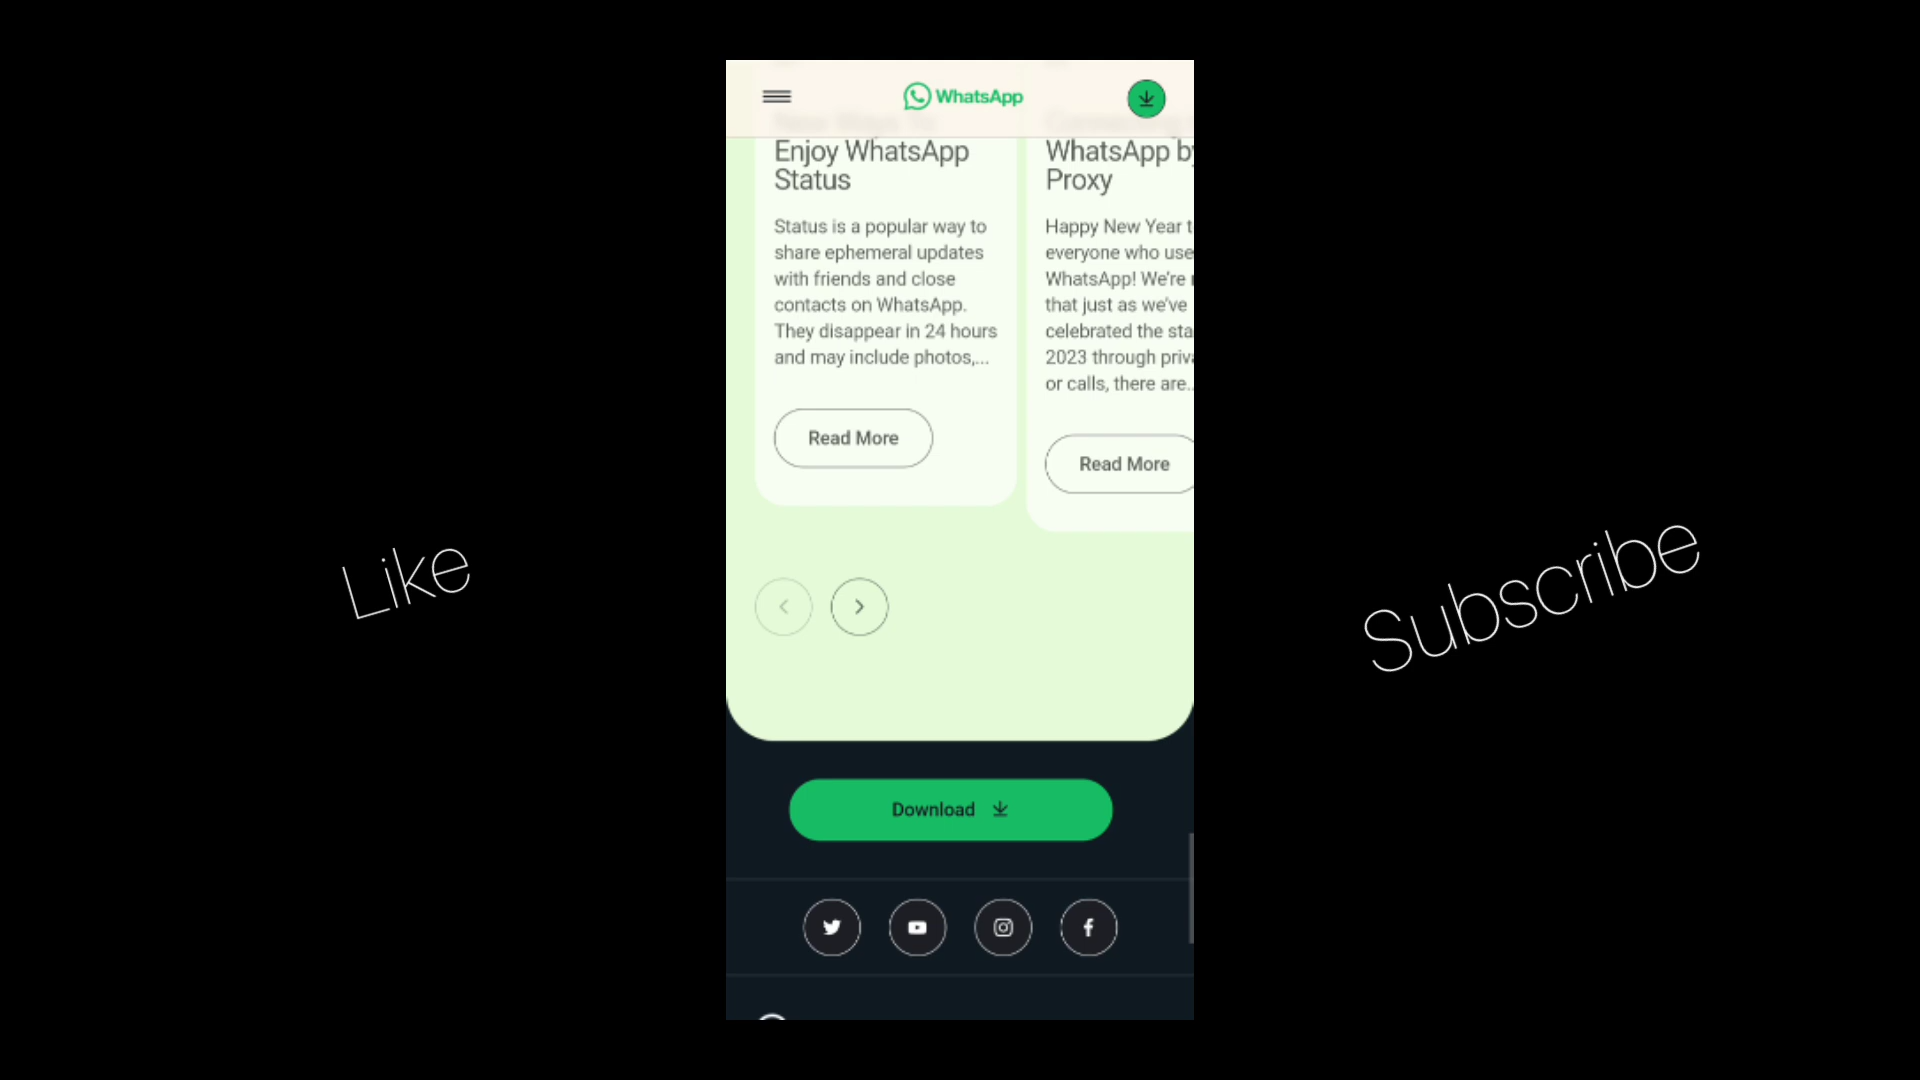 WhatsApp
Enjoy WhatsApp
Status
Status is a popular way to
share ephemeral updates
with friends and close
contacts on WhatsApp.
They disappear in 24 hours
and may include photos,...
Read More
WhatsApp by
Proxy
Happy New Year t
everyone who use
WhatsApp! We're
that just as we've
celebrated the sta
2023 through priva
or calls, there are..
Read More
Like
Subscribe
Download